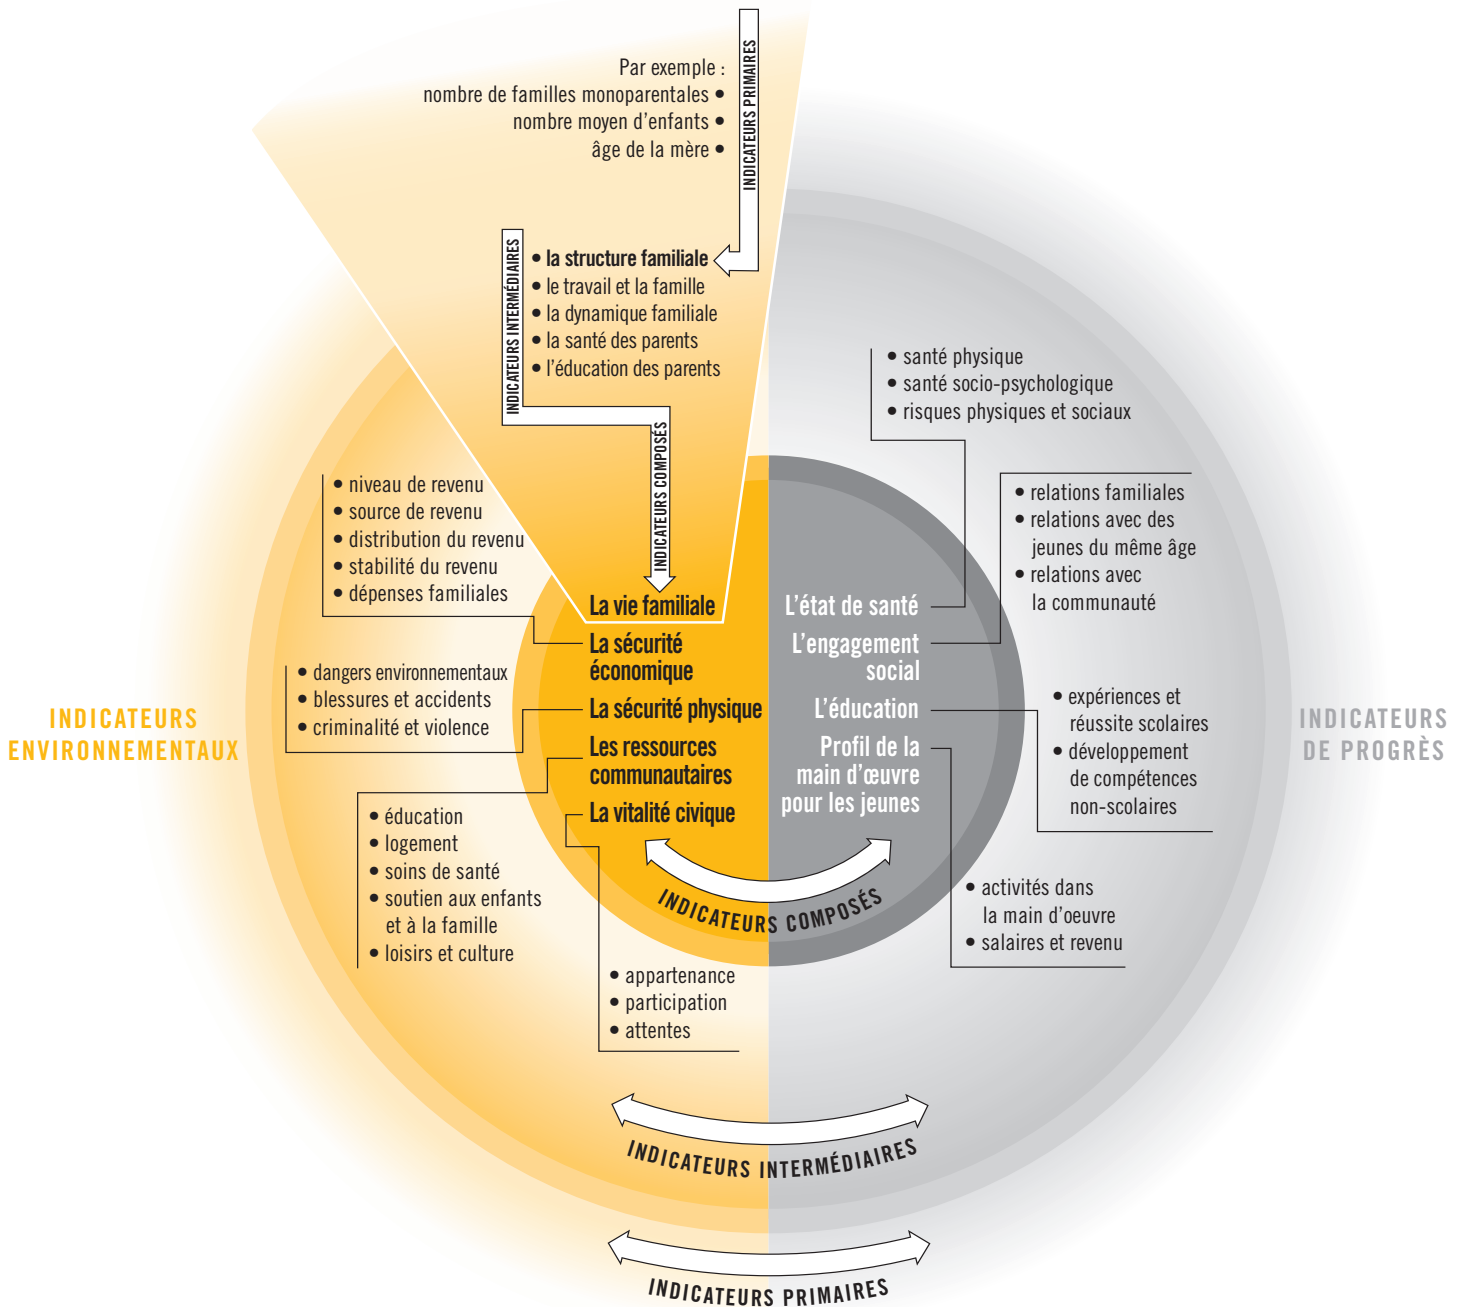 Par exemple :
nombre de familles monoparentales •
nombre moyen d’enfants •
âge de la mère •
INDICATEURS PRIMAIRES
INDICATEURS INTERMÉDIAIRES
• la structure familiale
• le travail et la famille
• la dynamique familiale
• la santé des parents
• l’éducation des parents
INDICATEURS COMPOSÉS
• niveau de revenu
• source de revenu
• distribution du revenu
• stabilité du revenu
• dépenses familiales
• dangers environnementaux
• blessures et accidents
• criminalité et violence
INDICATEURS
ENVIRONNEMENTAUX
• éducation
• logement
• soins de santé
• soutien aux enfants
et à la famille
• loisirs et culture
• appartenance
• participation
• attentes
La vie familiale
La sécurité
économique
La sécurité physique
Les ressources
communautaires
La vitalité civique
L’état de santé
L’engagement
social
L’éducation
Profil de la
main d’œuvre
pour les jeunes
• santé physique
• santé socio-psychologique
• risques physiques et sociaux
• relations familiales
• relations avec des
jeunes du même âge
• relations avec
la communauté
• expériences et
réussite scolaires
• développement
de compétences
non-scolaires
INDICATEURS
DE PROGRÈS
• activités dans
la main d’oeuvre
• salaires et revenu
INDICATEURS COMPOSÉS
INDICATEURS INTERMÉDIAIRES
INDICATEURS PRIMAIRES